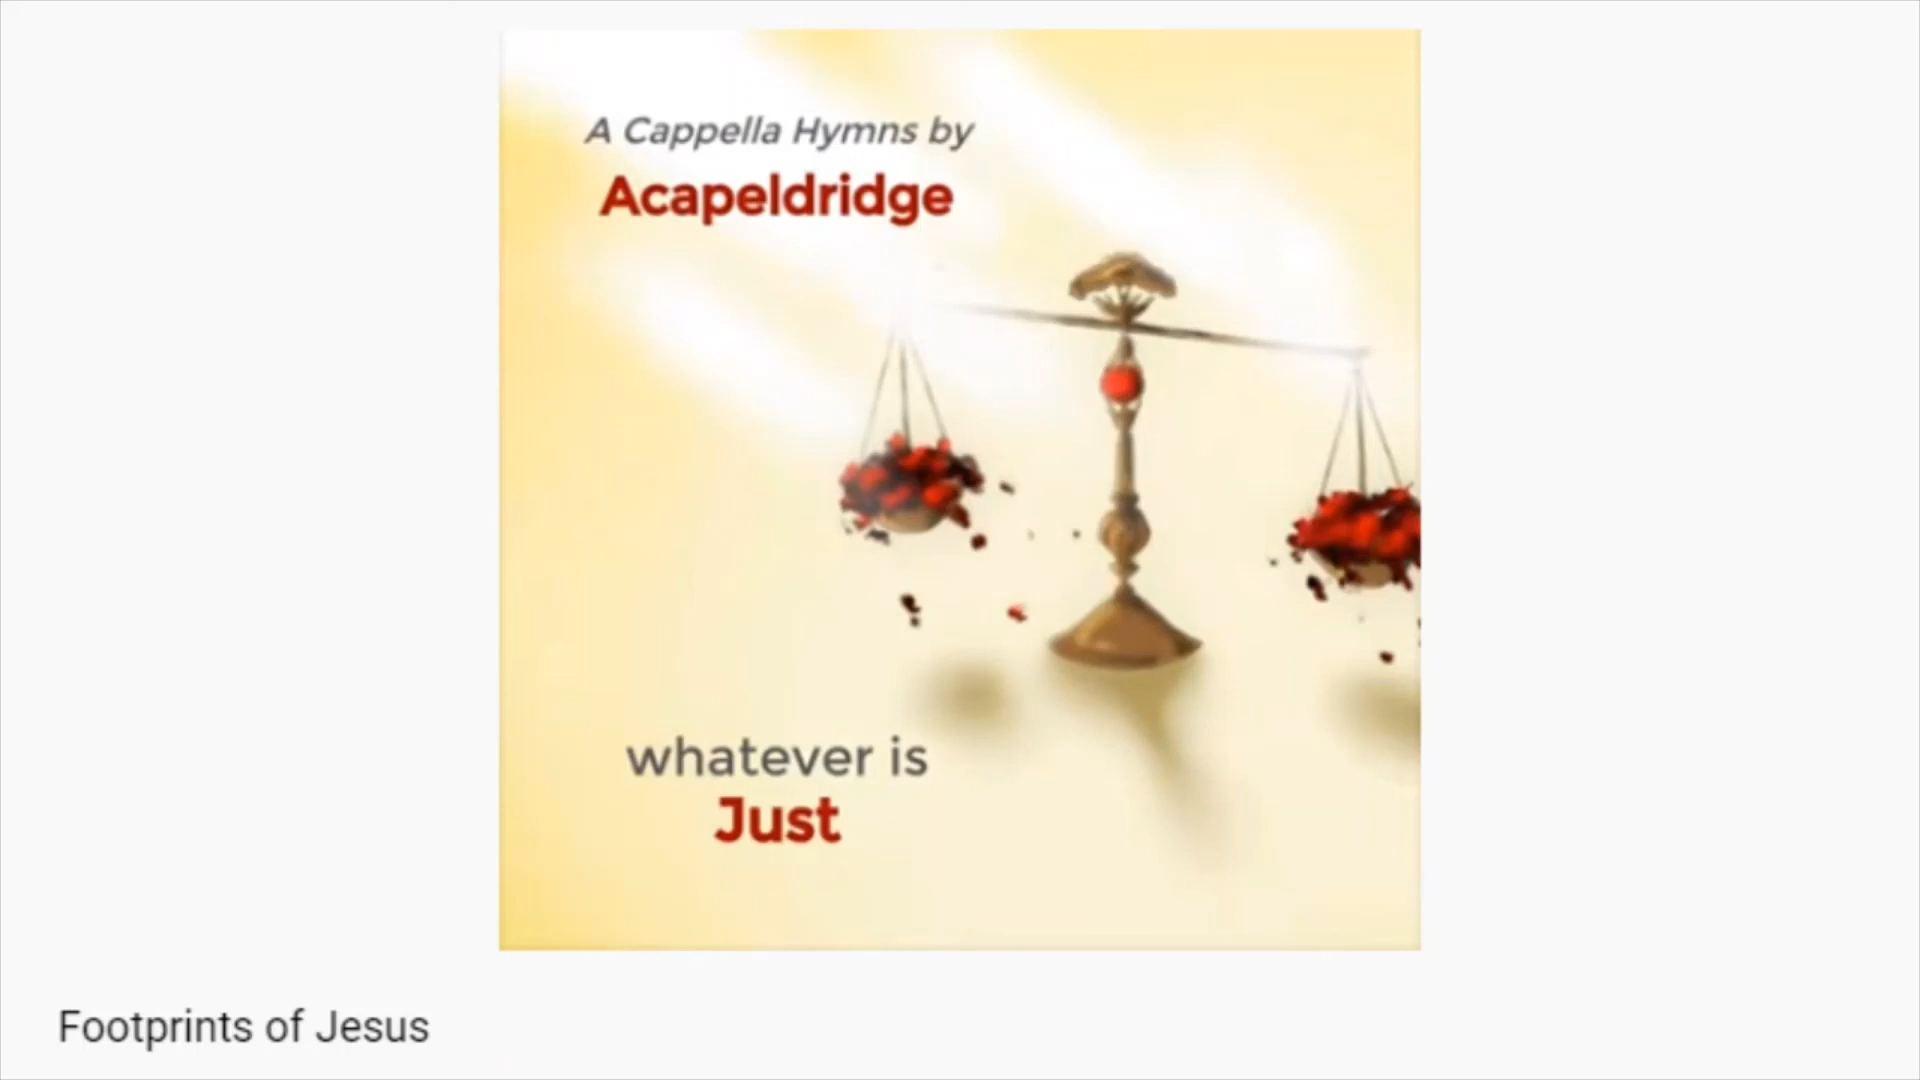 A Cappella Hymns by
Acapeldridge
whatever is
Just
Footprints of Jesus